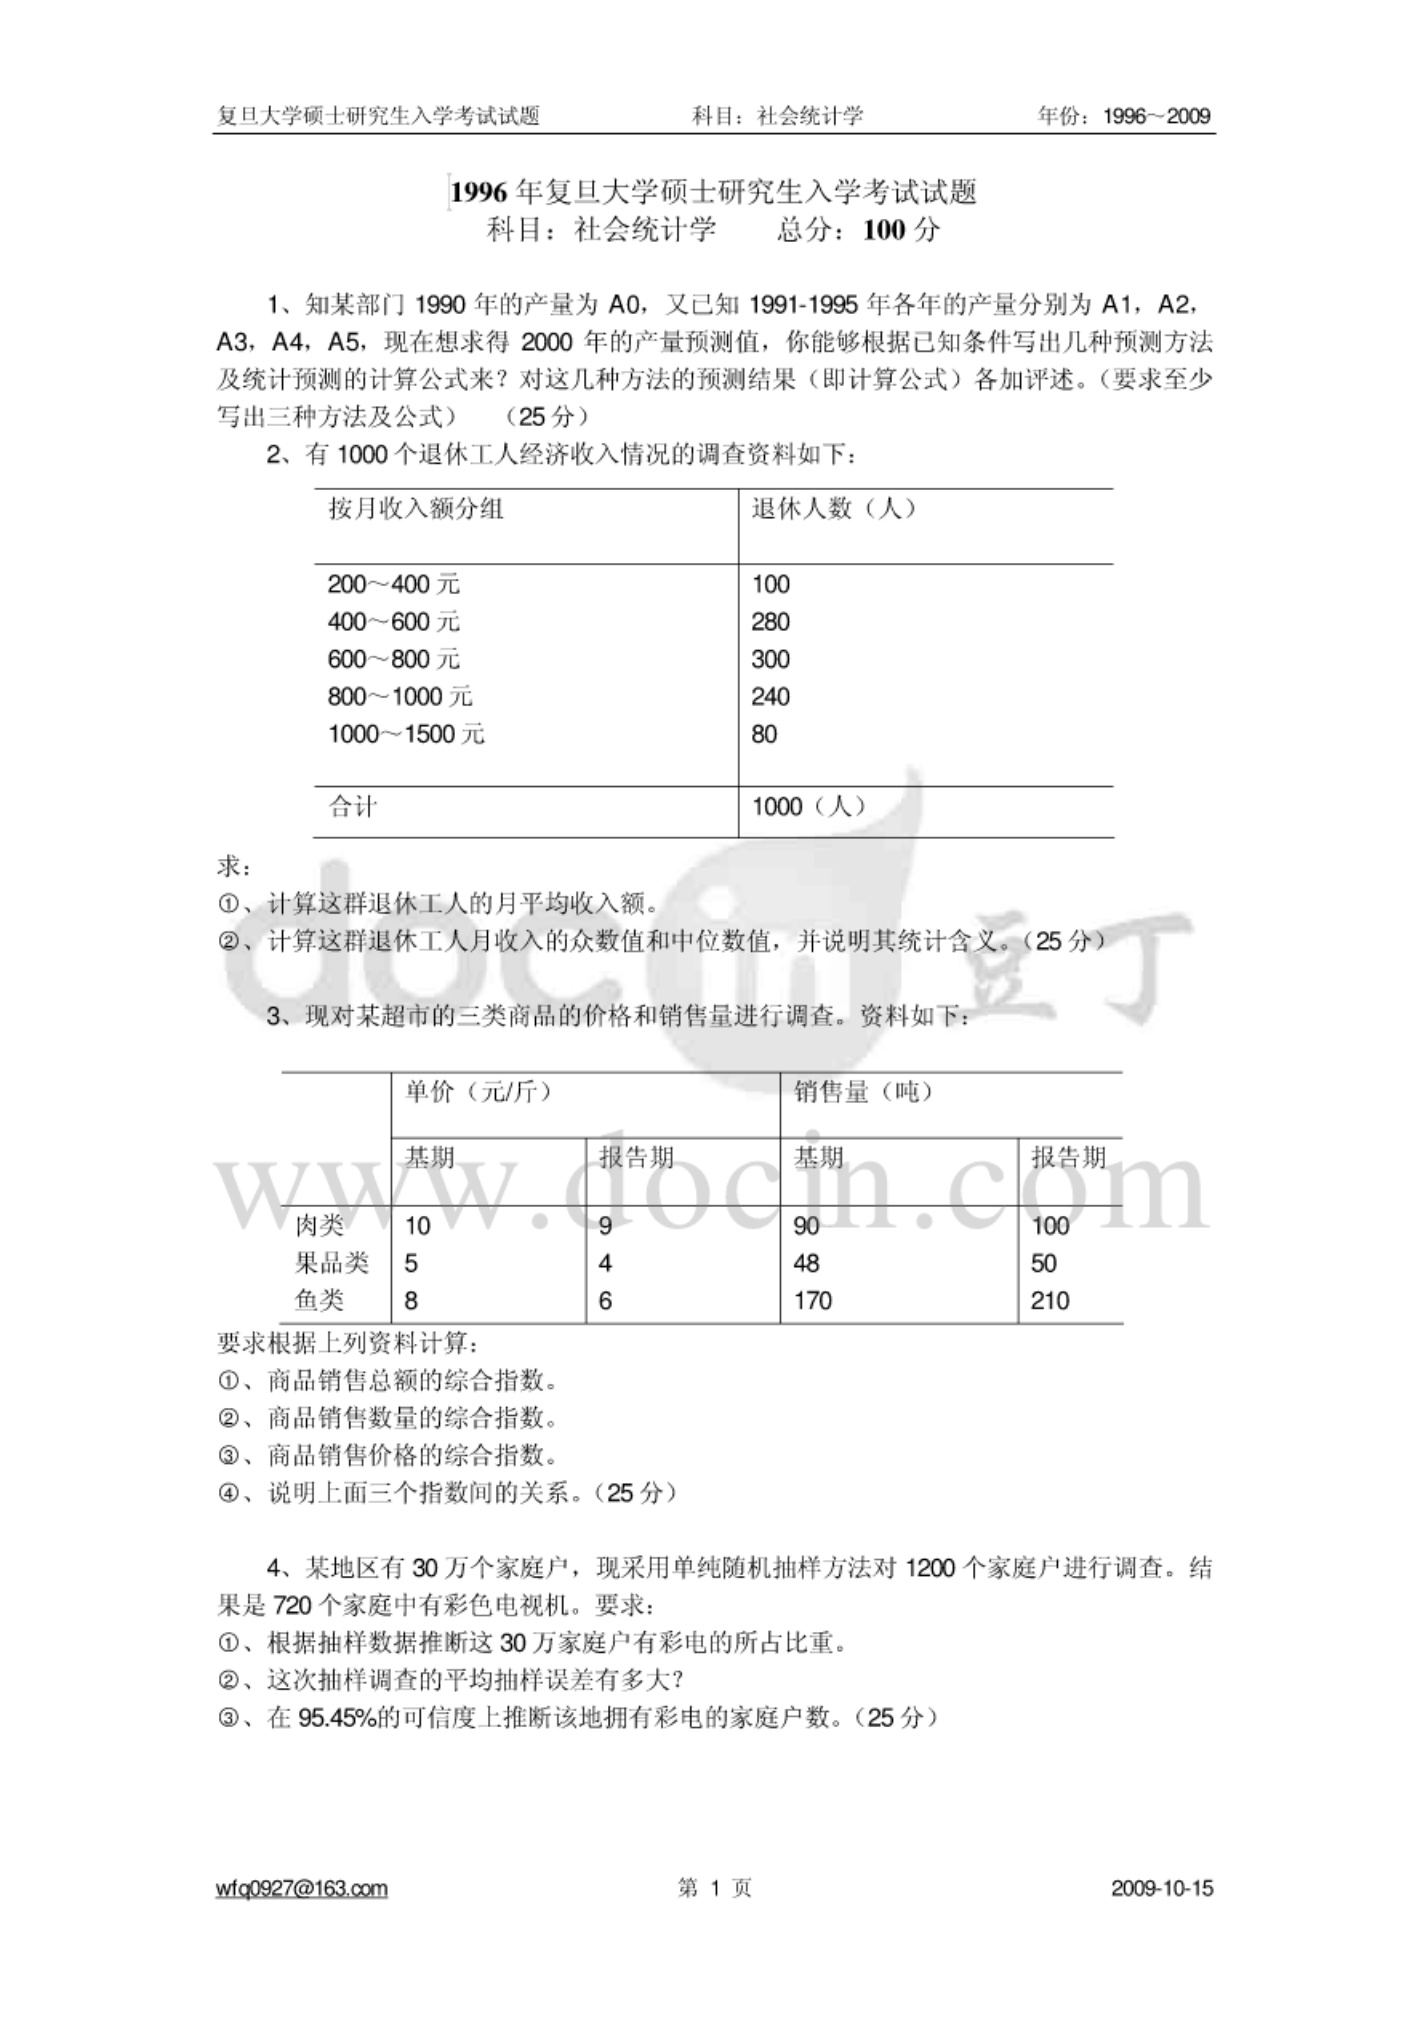 复旦大学硕士研究生入学考试试题 科目：社会统计学 年份：1996～2009
1996 年复旦大学硕士研究生入学考试试题
科目：社会统计学 总分：100 分
1、知某部门 1990 年的产量为 A0，又已知 1991-1995 年各年的产量分别为 A1，A2，
A3，A4，A5，现在想求得 2000 年的产量预测值，你能够根据已知条件写出几种预测方法
及统计预测的计算公式来？对这几种方法的预测结果（即计算公式）各加评述。（要求至少
写出三种方法及公式） （25 分）
2、有 1000 个退休工人经济收入情况的调查资料如下：
按月收入额分组 退休人数（人）
200～400 元 100
400～600 元 280
600～800 元 300
800～1000 元 240
1000～1500 元 80
合计 1000（人）
求：
①、计算这群退休工人的月平均收入额。
②、计算这群退休工人月收入的众数值和中位数值，并说明其统计含义。（25 分）
3、现对某超市的三类商品的价格和销售量进行调查。资料如下：
单价（元/斤） 销售量（吨）
基期 报告期 基期 报告期
肉类 10 9 90 100
果品类 5 4 48 50
鱼类 8 6 170 210
要求根据上列资料计算：
①、商品销售总额的综合指数。
②、商品销售数量的综合指数。
③、商品销售价格的综合指数。
④、说明上面三个指数间的关系。（25 分）
4、某地区有 30 万个家庭户，现采用单纯随机抽样方法对 1200 个家庭户进行调查。结
果是 720 个家庭中有彩色电视机。要求：
①、根据抽样数据推断这 30 万家庭户有彩电的所占比重。
②、这次抽样调查的平均抽样误差有多大？
③、在 95.45%的可信度上推断该地拥有彩电的家庭户数。（25 分）
wfq0927@163.com 第 1 页 2009-10-15
docin 豆丁
www.docin.com